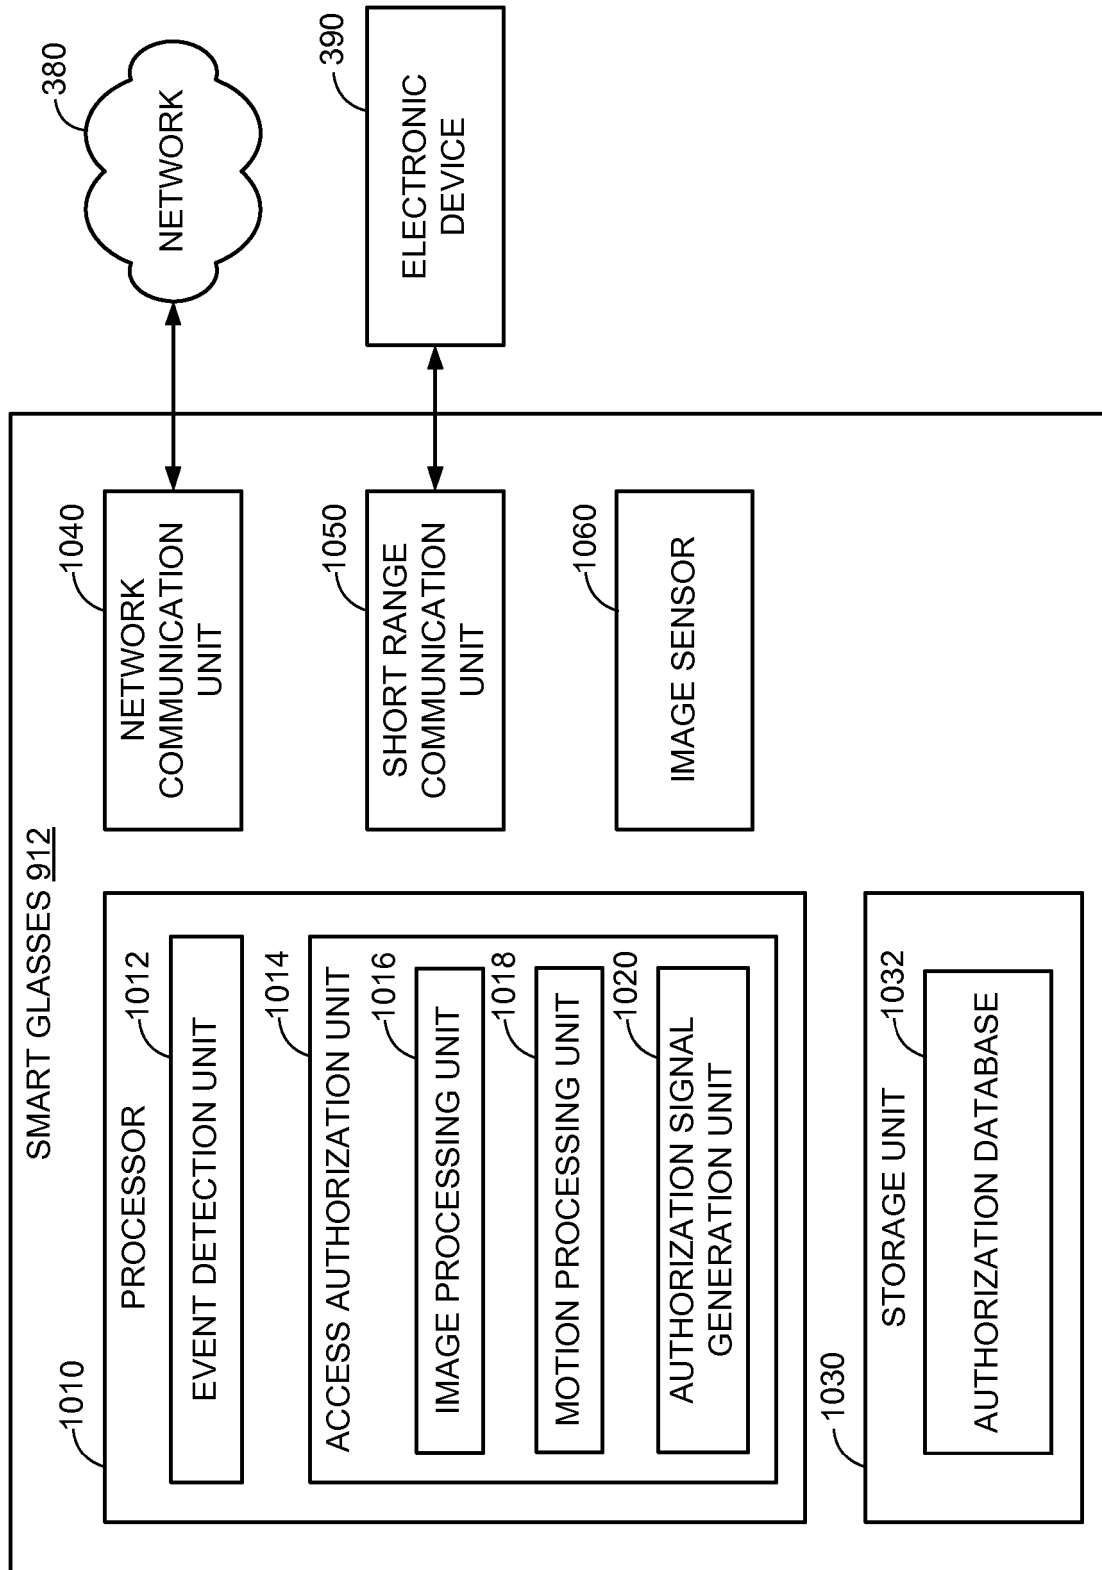 SMART GLASSES 912
1010
PROCESSOR
1012
EVENT DETECTION UNIT
1014
ACCESS AUTHORIZATION UNIT
1016
IMAGE PROCESSING UNIT
1018
MOTION PROCESSING UNIT
1020
AUTHORIZATION SIGNAL
GENERATION UNIT
1030
STORAGE UNIT
1032
AUTHORIZATION DATABASE
1040
NETWORK
COMMUNICATION
UNIT
1050
SHORT RANGE
COMMUNICATION
UNIT
1060
IMAGE SENSOR
380
NETWORK
390
ELECTRONIC
DEVICE